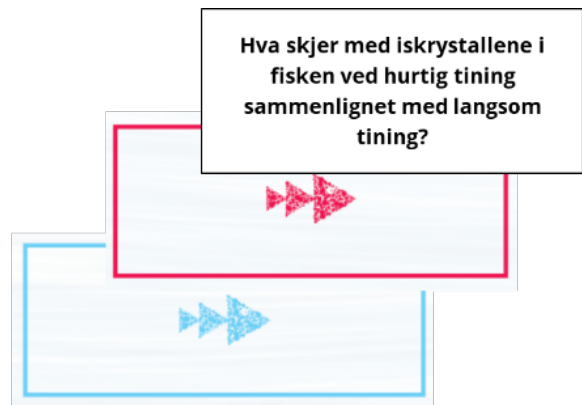 Hva skjer med iskrystallene i
fisken ved hurtig tining
sammenlignet med langsom
tining?